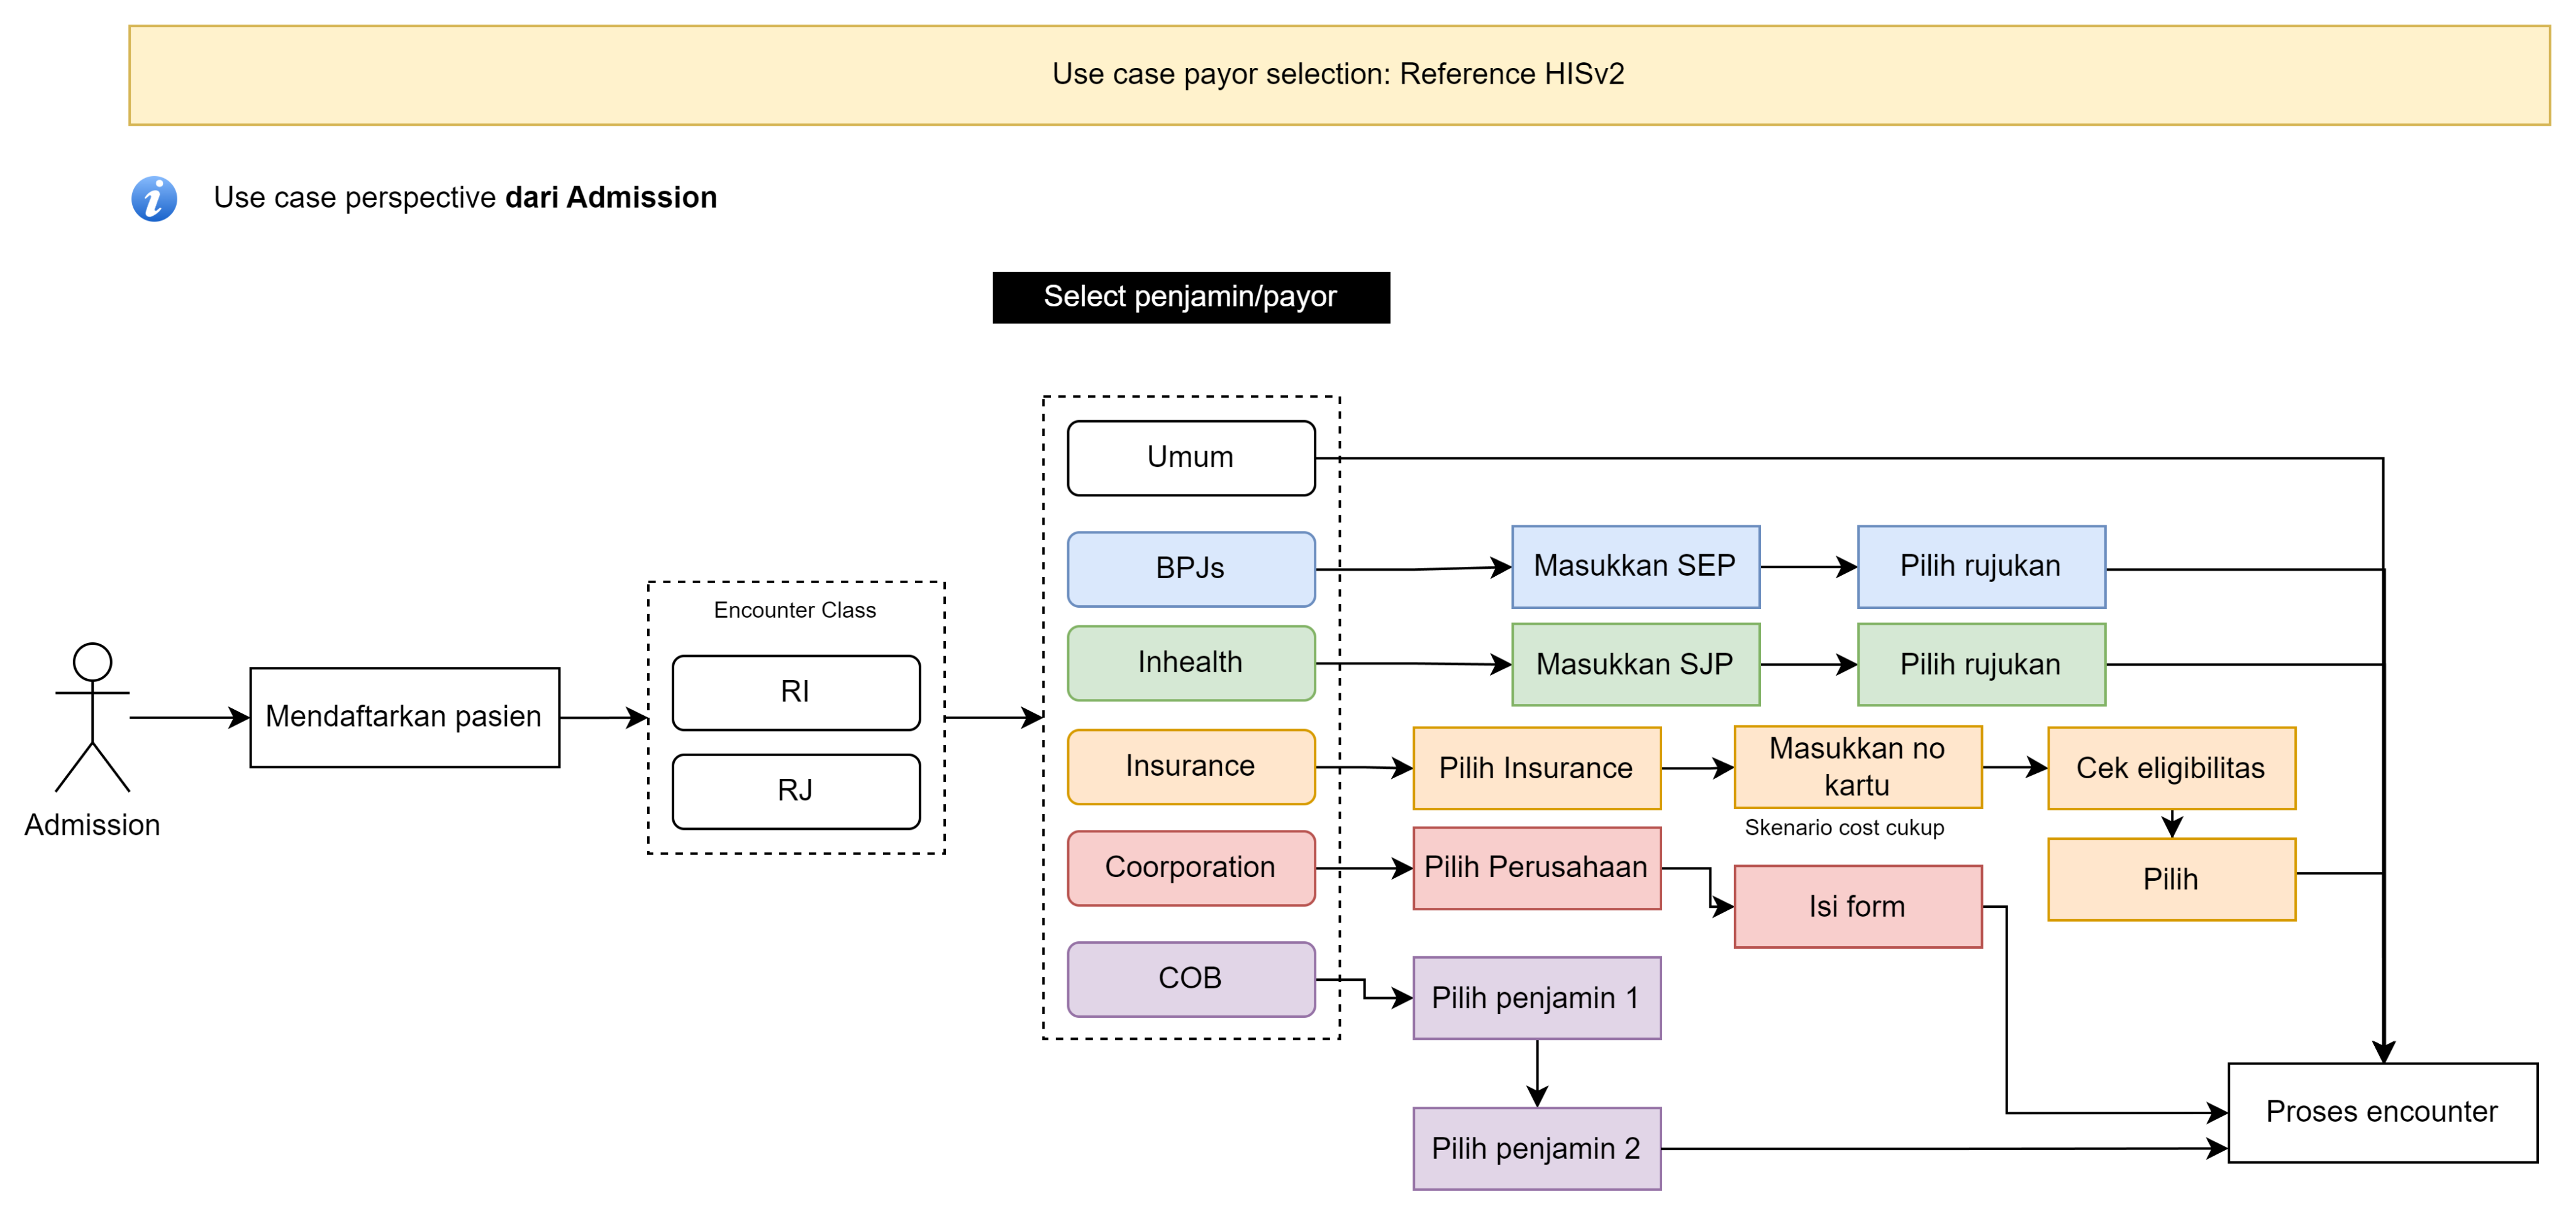 Use case payor selection: Reference HISv2
Use case perspective dari Admission
Select penjamin/payor
Umum
BPJs
Masukkan SEP
Pilih rujukan
Encounter Class
Inhealth
Masukkan SJP
Pilih rujukan
RI
Mendaftarkan pasien
Insurance
Pilih Insurance
Masukkan no
kartu
Cek eligibilitas
RJ
Admission
Skenario cost cukup
Coorporation
Pilih Perusahaan
Isi form
Pilih
COB
Pilih penjamin 1
Proses encounter
Pilih penjamin 2